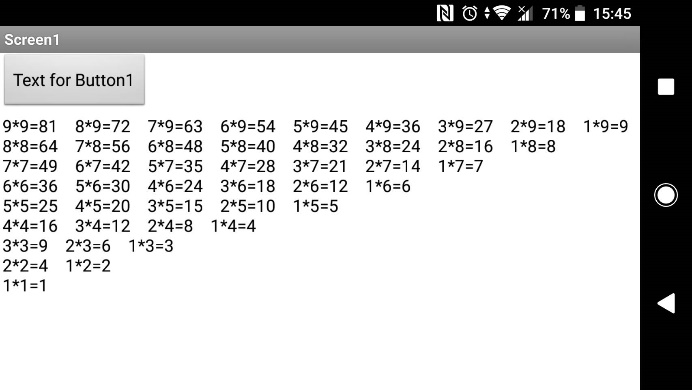 71% 15:45
Screen1
Text for Button1
9*9=81 8*9=72 7*9=63 6*9=54 5*9=45 4*9=36 3*9=27 2*9=18 1*9=9
8*8=64 7*8=56 6*8=48 5*8=40 4*8=32 3*8=24 2*8=16 1*8=8
7*7=49 6*7=42 5*7=35 4*7=28 3*7=21 2*7=14 1*7=7
6*6=36 5*6=30 4*6=24 3*6=18 2*6=12 1*6=6
5*5=25 4*5=20 3*5=15 2*5=10 1*5=5
4*4=16 3*4=12 2*4=8 1*4=4
3*3=9 2*3=6 1*3=3
2*2=4 1*2=2
1*1=1